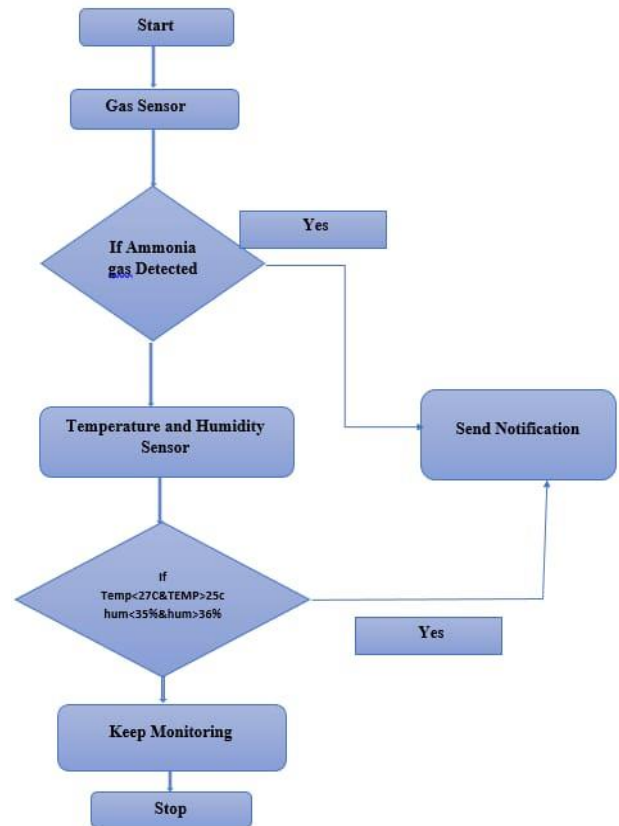 Start
Gas Sensor
Yes
If Ammonia
gas Detected
Temperature and Humidity
Sensor
Send Notification
If
Temp<27C&TEMP>25c
hum<35%&hum>36%
Yes
Keep Monitoring
Stop